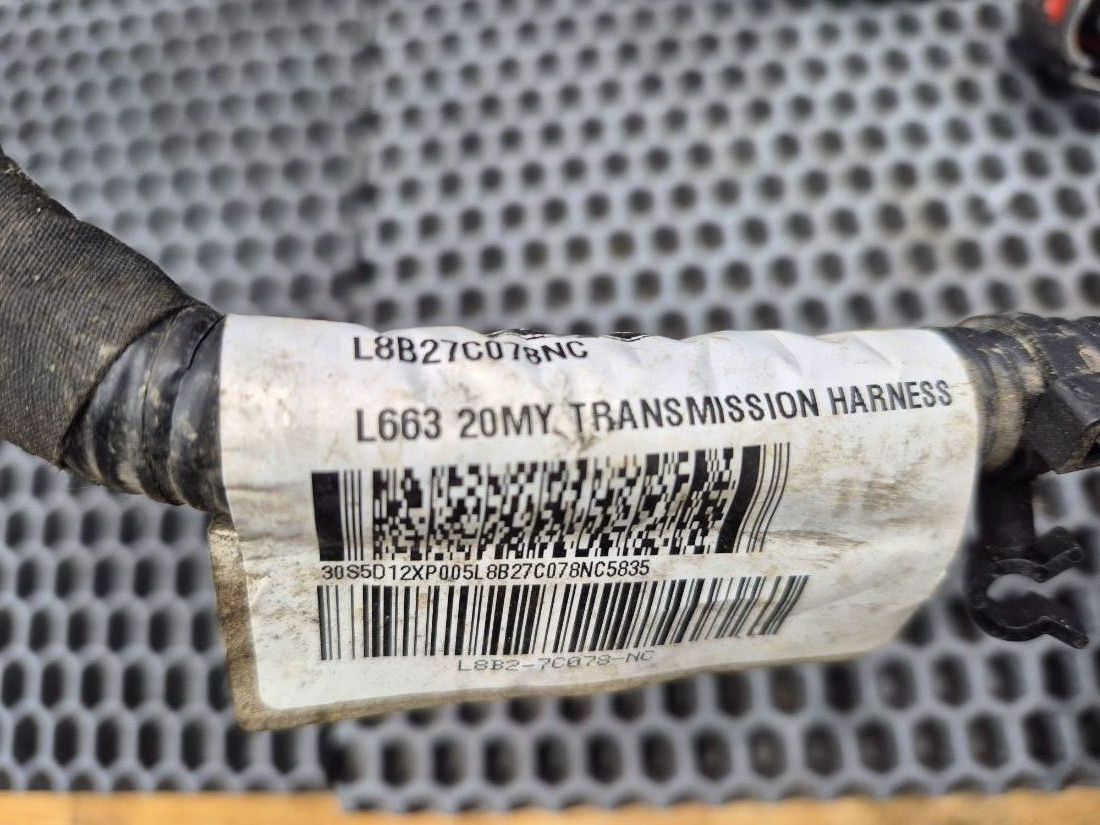 L8B27C078NC
L663 20MY TRANSMISSION HARNESS
30S5D12XP005L8B27C078NC5835
L8B2-7C078-NC